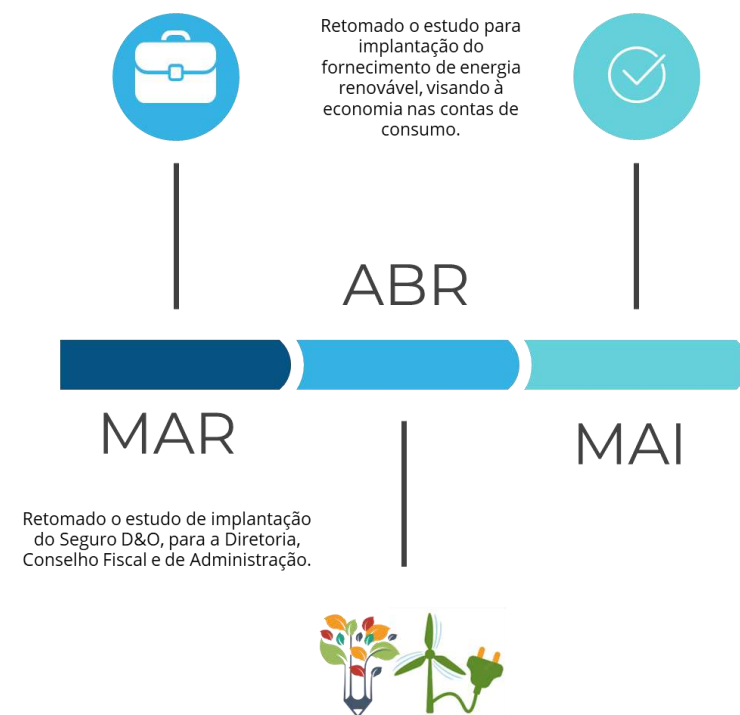 Retomado o estudo para
implantação do
fornecimento de energia
renovável, visando à
economia nas contas de
consumo.
ABR
MAR
MAI
Retomado o estudo de implantação
do Seguro D&O, para a Diretoria,
Conselho Fiscal e de Administração.